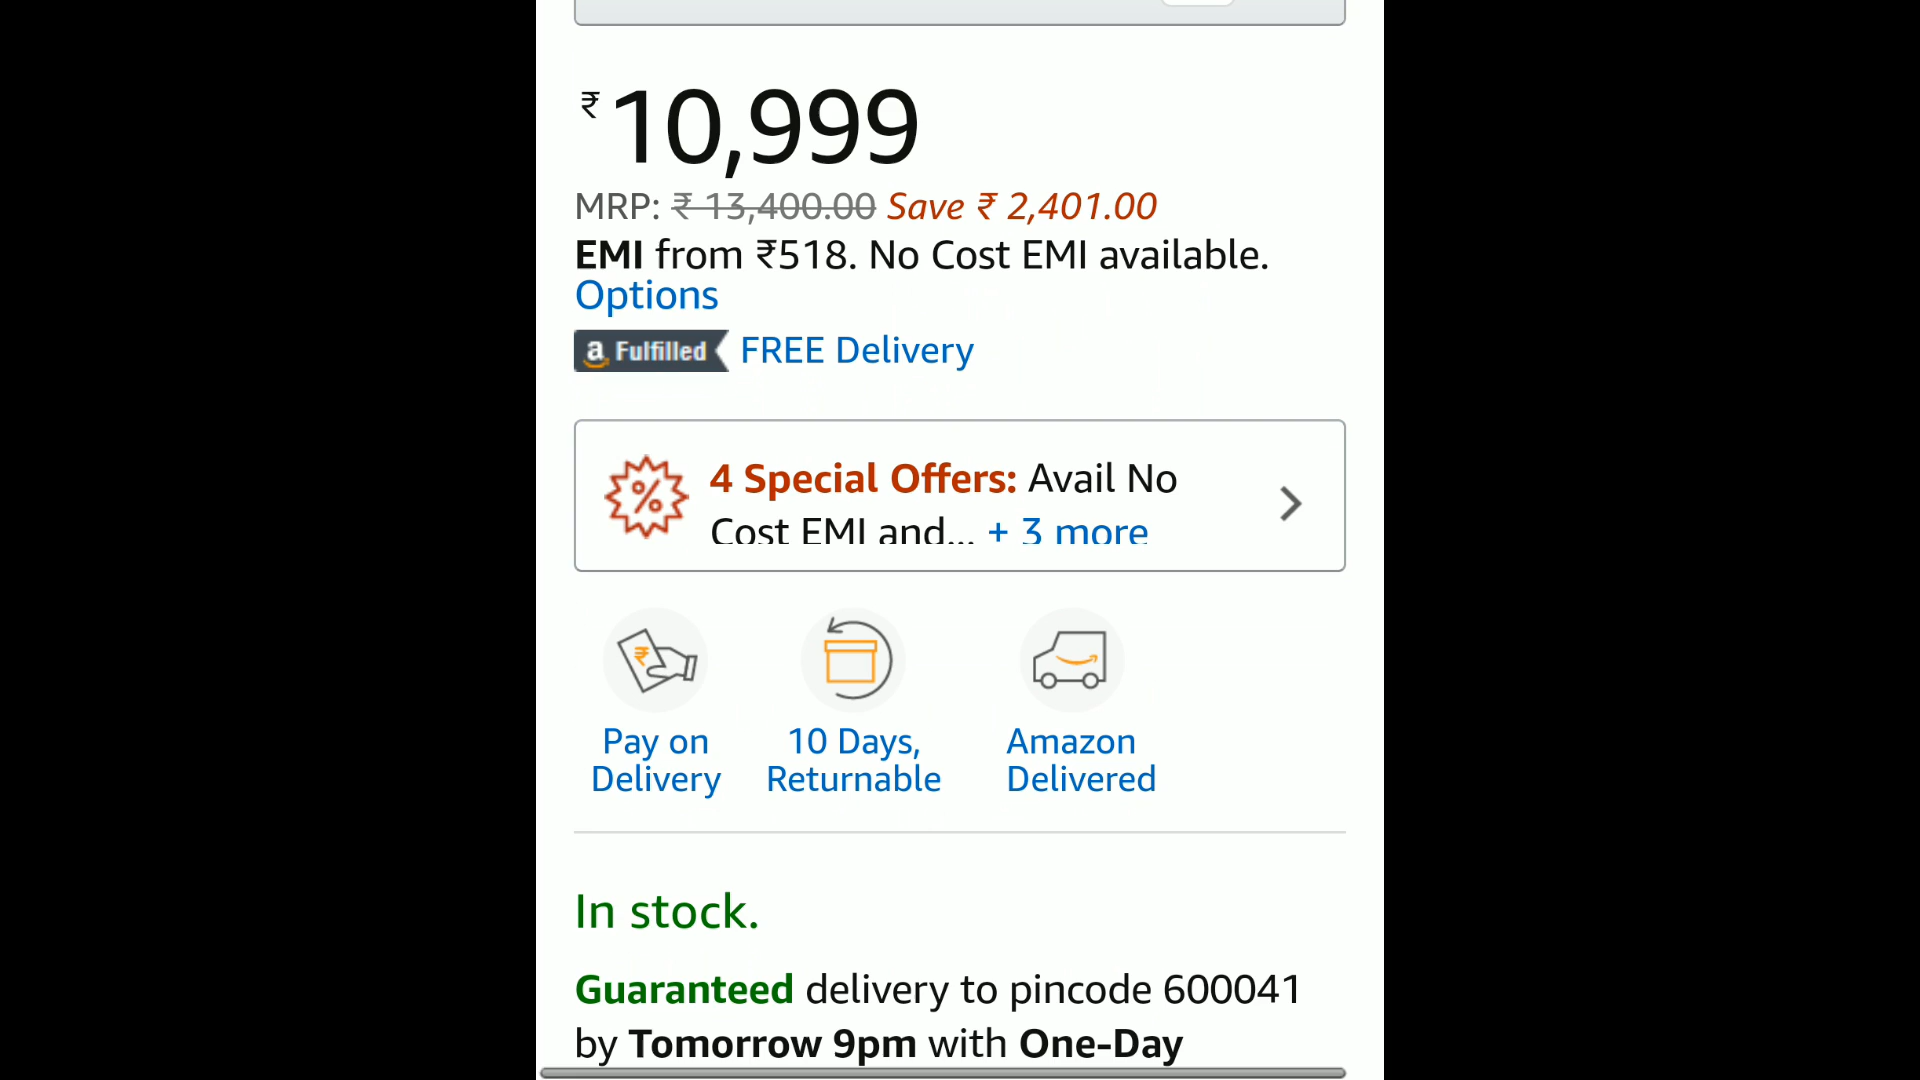 ₹10,999
MRP: ₹ 13,400.00 Save ₹ 2,401.00
EMI from ₹518. No Cost EMI available.
Options
a Fulfilled FREE Delivery
4 Special Offers: Avail No
Cost EMI and... + 3 more
Pay on
Delivery
10 Days,
Returnable
Amazon
Delivered
In stock.
Guaranteed delivery to pincode 600041
by Tomorrow 9pm with One-Day